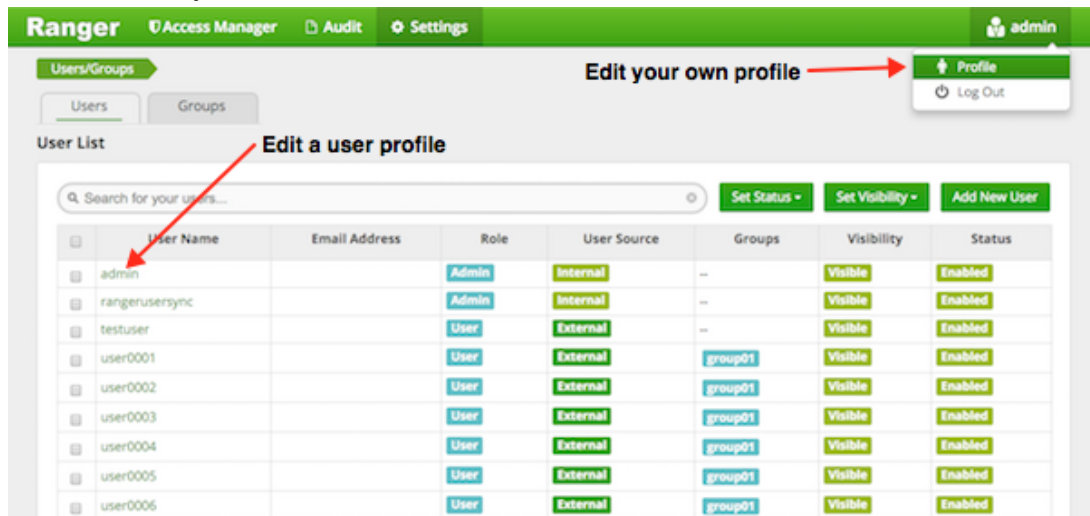 Ranger Access Manager Audit Settings admin
Users/Groups
Edit your own profile
Profile
Log Out
Users Groups
User List
Edit a user profile
Search for your users...
Set Status Set Visibility Add New User
User Name Email Address Role User Source Groups Visibility Status
admin Admin Internal -- Visible Enabled
rangerusersync Admin Internal -- Visible Enabled
testuser User External -- Visible Enabled
user0001 User External group01 Visible Enabled
user0002 User External group01 Visible Enabled
user0003 User External group01 Visible Enabled
user0004 User External group01 Visible Enabled
user0005 User External group01 Visible Enabled
user0006 User External group01 Visible Enabled